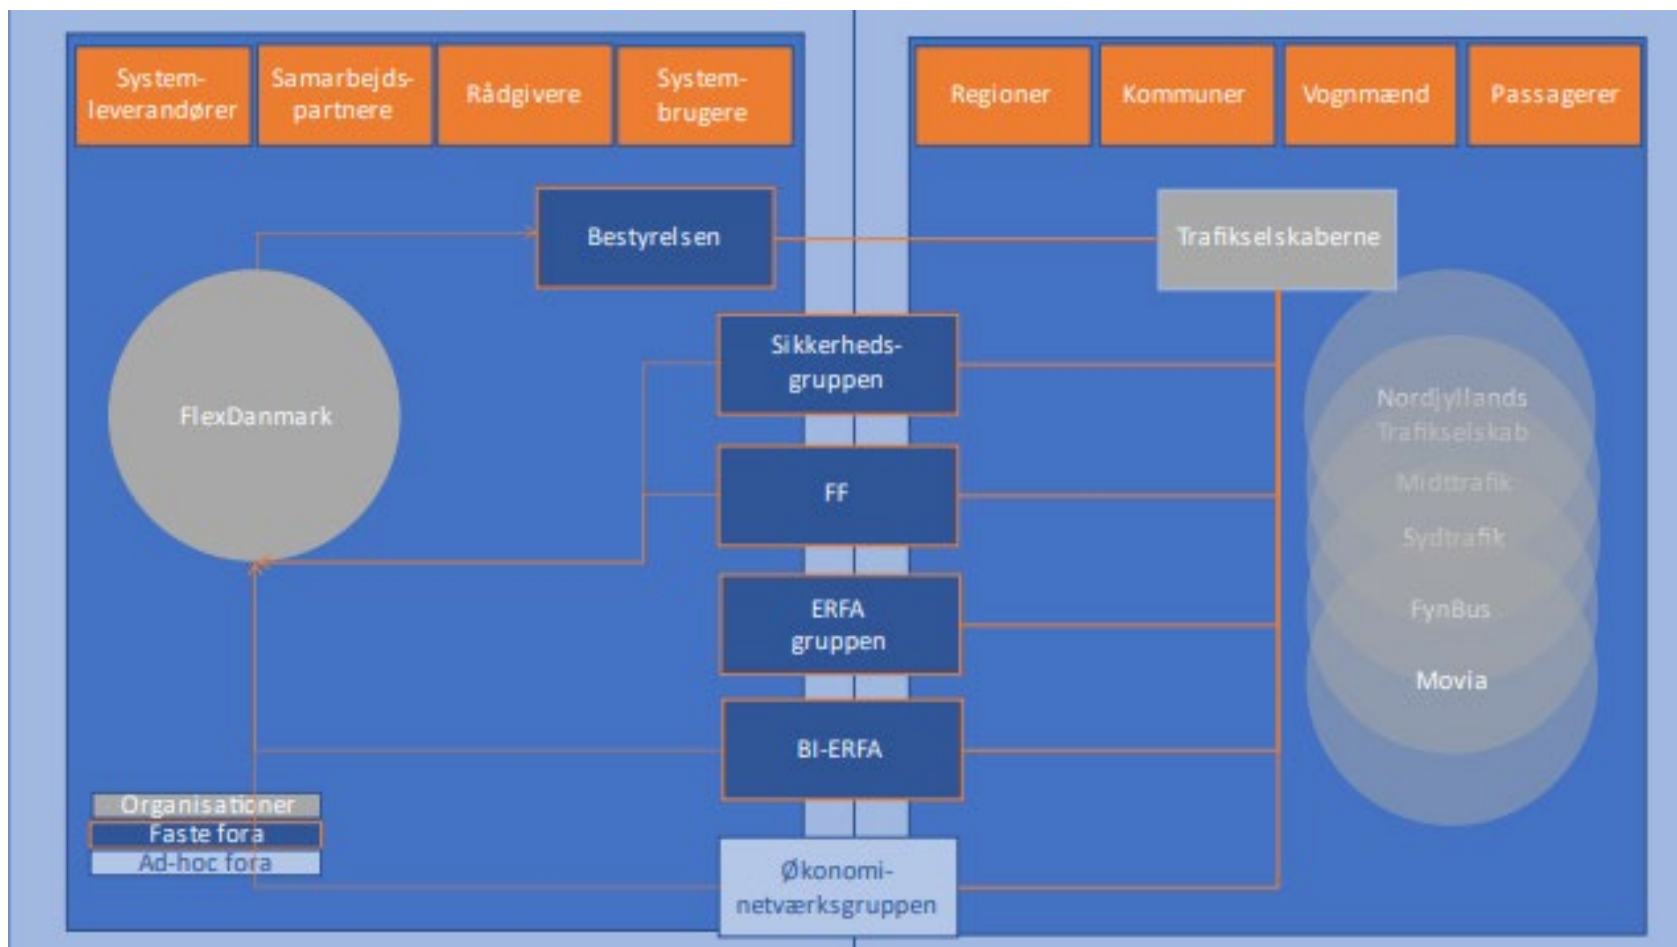 System-
leverandører
Samarbejds-
partnere
Rådgivere
System-
brugere
Regioner
Kommuner
Vognmænd
Passagerer
Bestyrelsen
Trafikselskaberne
Sikkerheds-
gruppen
FlexDanmark
Nordjyllands
Trafikselskab
Midttrafik
FF
Sydtrafik
ERFA
gruppen
FynBus
Movia
BI-ERFA
Organisationer
Faste fora
Ad-hoc fora
Økonomi-
netværksgruppen